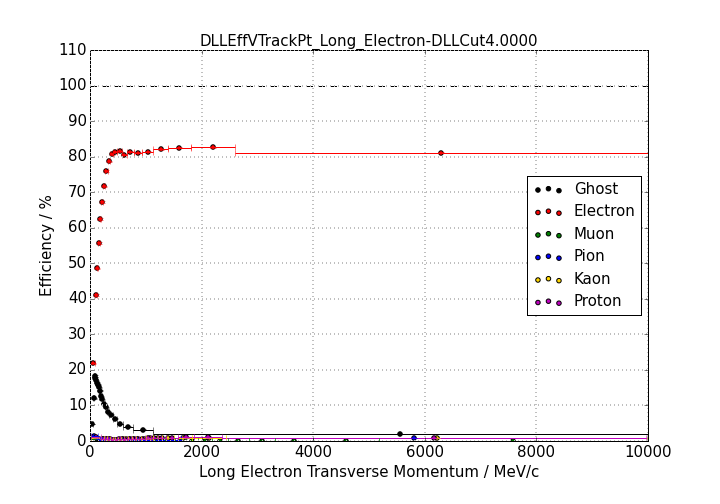 DLLEffVTrackPt_Long_Electron-DLLCut4.0000
110
100
90
80
70
60
50
40
30
20
10
0
Efficiency / %
Ghost
Electron
Muon
Pion
Kaon
Proton
0 2000 4000 6000 8000 10000
Long Electron Transverse Momentum / MeV/c